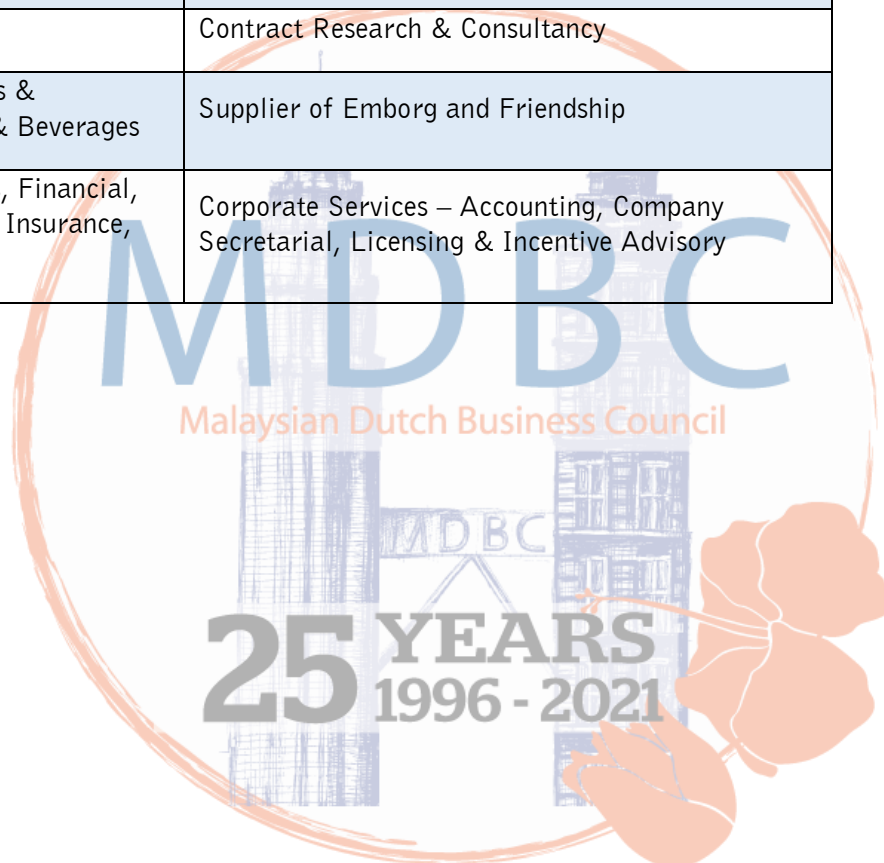 Contract Research & Consultancy
s &
& Beverages
Supplier of Emborg and Friendship
, Financial,
Insurance,
Corporate Services – Accounting, Company
Secretarial, Licensing & Incentive Advisory
MDBC
Malaysian Dutch Business Council
MDBC
25 YEARS
1996 - 2021